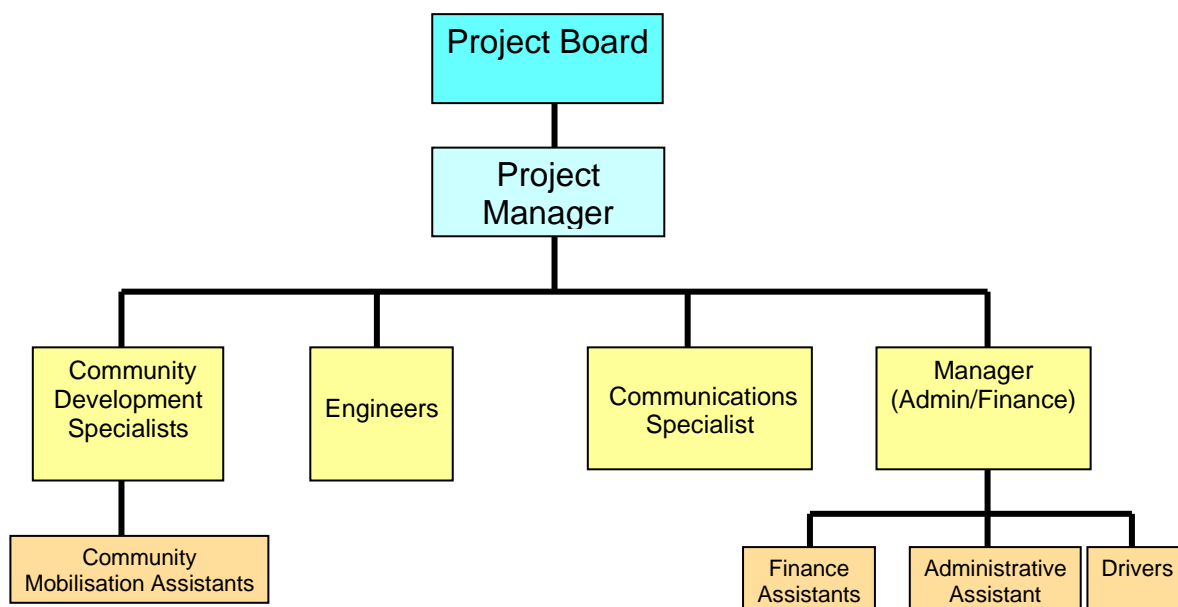 Project Board
Project
Manager
Community
Development
Specialists
Engineers
Communications
Specialist
Manager
(Admin/Finance)
Community
Mobilisation Assistants
Finance
Assistants
Administrative
Assistant
Drivers